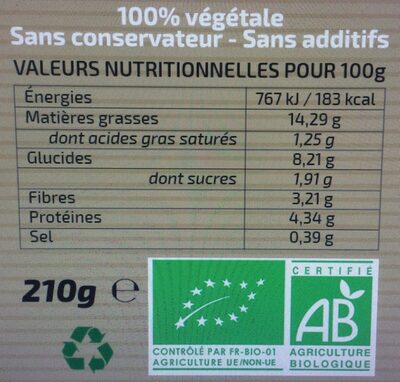 100% végétale
Sans conservateur - Sans additifs
VALEURS NUTRITIONNELLES POUR 100g
Énergies 767 kJ / 183 kcal
Matières grasses 14,29 g
dont acides gras saturés 1,25 g
Glucides 8,21 g
dont sucres 1,91 g
Fibres 3,21 g
Protéines 4,34 g
Sel 0,39 g
210g ℮
CONTRÔLÉ PAR FR-BIO-01
AGRICULTURE UE/NON-UE
CERTIFIÉ
AB
AGRICULTURE
BIOLOGIQUE